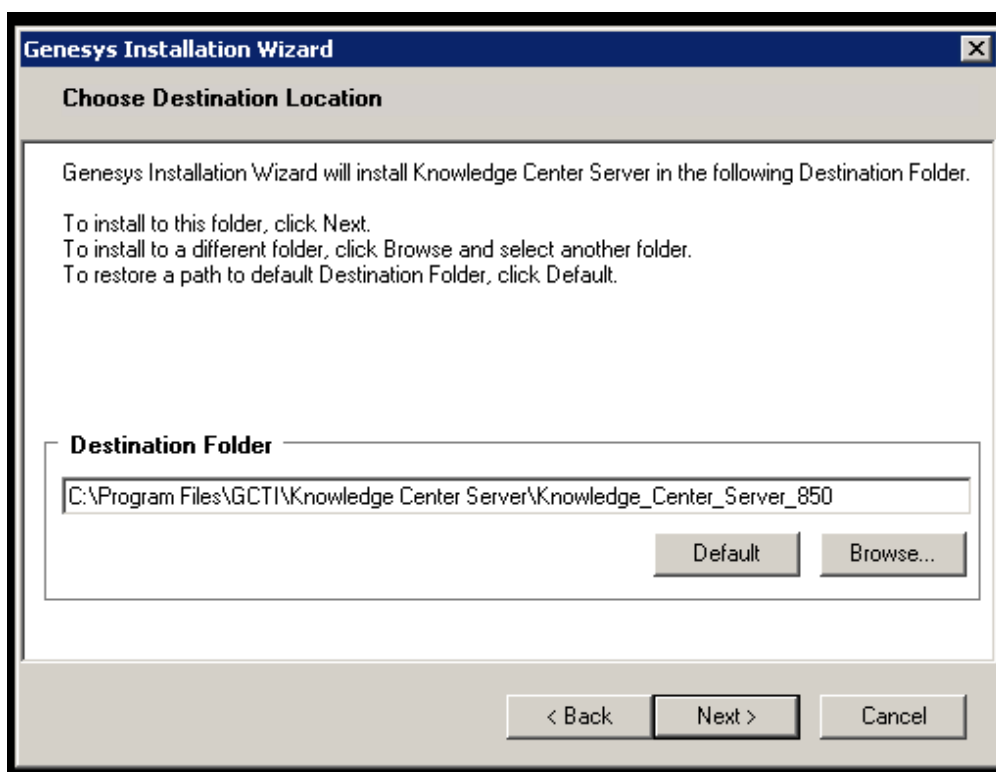 Genesys Installation Wizard
Choose Destination Location
Genesys Installation Wizard will install Knowledge Center Server in the following Destination Folder.
To install to this folder, click Next.
To install to a different folder, click Browse and select another folder.
To restore a path to default Destination Folder, click Default.
Destination Folder
C:\Program Files\GCTI\Knowledge Center Server\Knowledge_Center_Server_850
Default Browse...
< Back Next > Cancel